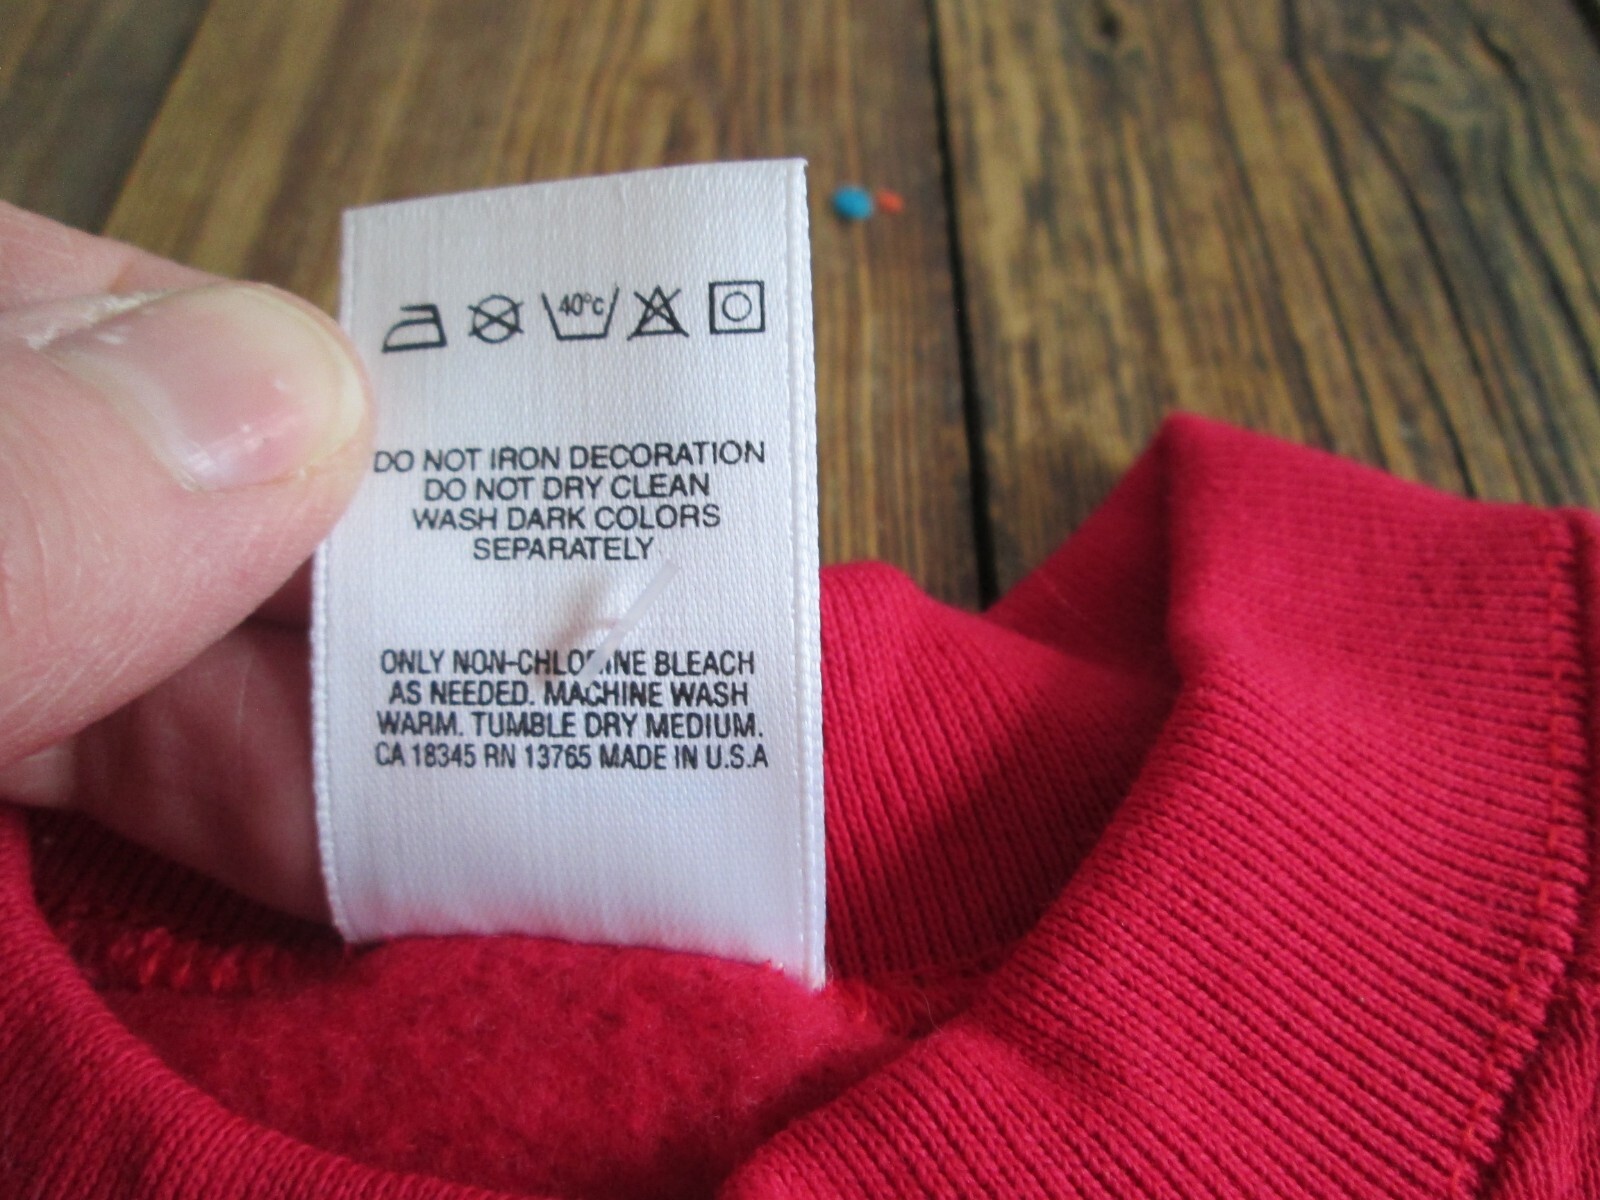 40°c
DO NOT IRON DECORATION
DO NOT DRY CLEAN
WASH DARK COLORS
SEPARATELY
ONLY NON-CHLORINE BLEACH
AS NEEDED. MACHINE WASH
WARM. TUMBLE DRY MEDIUM.
CA 18345 RN 13765 MADE IN U.S.A